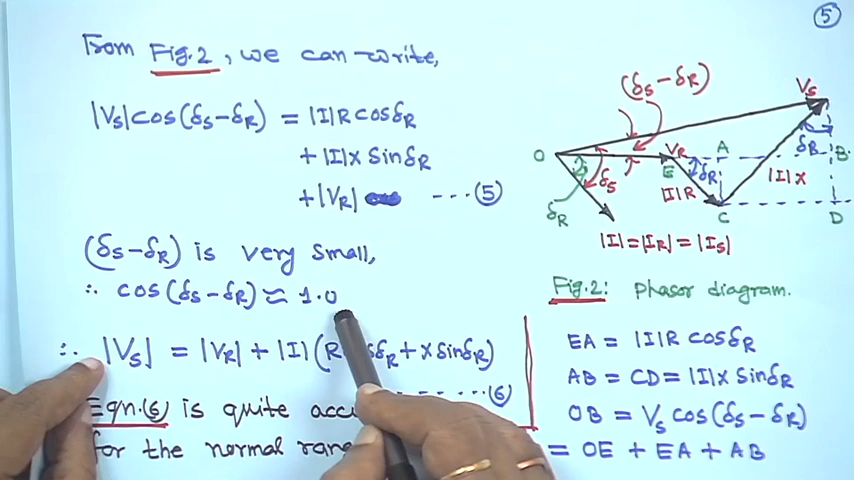 5
From Fig.2, we can write,
|Vs|cos(δs-δR) = |I|R cosδR
+ |I|x sinδR
+ |VR| ----(5)
(δs-δR) is very small,
∴ cos(δs-δR) ≈ 1.0
∴ |Vs| = |VR| + |I| (R cosδR + x sinδR)
-------(6)
Eqn.(6) is quite
for the normal
(δs-δR)
Vs
O
VR
A
B
E
δR
δs
δR
δR
|I|R
|I|x
C
D
|I| = |IR| = |Is|
Fig.2: Phasor diagram.
EA = |I|R cosδR
AB = CD = |I|x sinδR
OB = Vs cos(δs-δR)
= OE + EA + AB